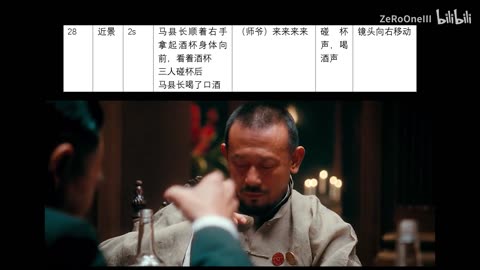 ZeRoOneIII bilibili
28 近景 2s 马县长顺着右手 （师爷）来来来来 碰杯 镜头向右移动
拿起酒杯身体向 声，喝
前，看着酒杯 酒声
三人碰杯后
马县长喝了口酒